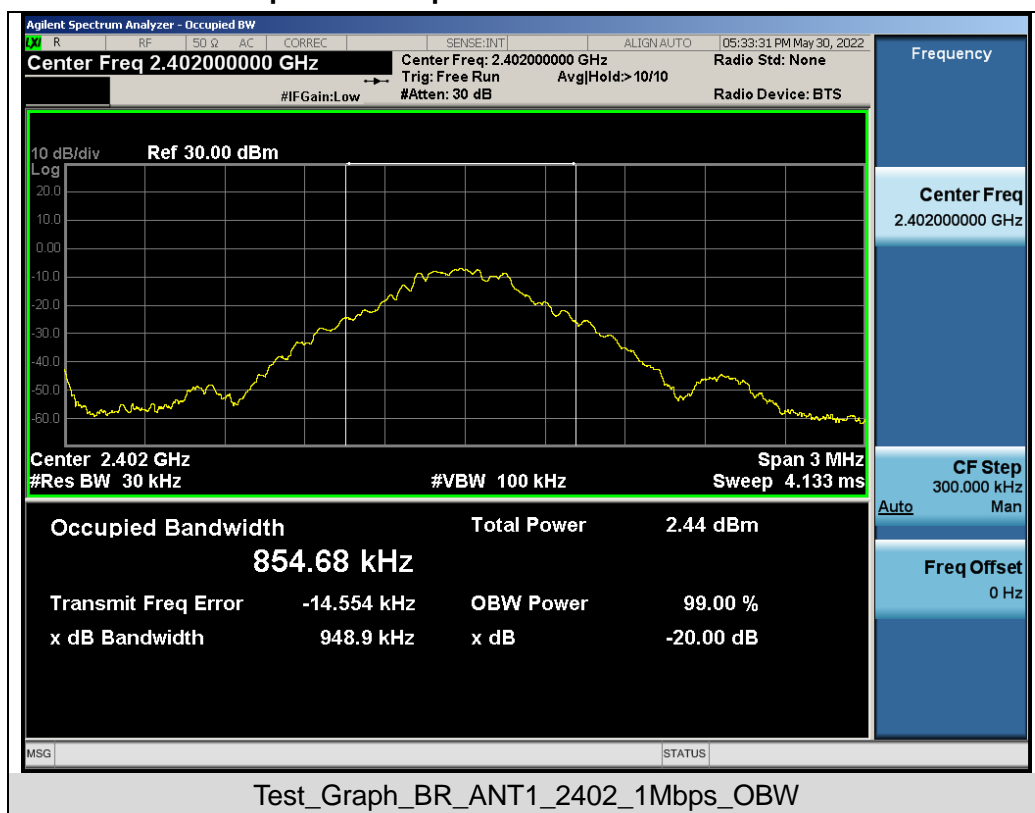 Agilent Spectrum Analyzer - Occupied BW
LXI R RF 50 Ω AC CORREC SENSE:INT ALIGN AUTO 05:33:31 PM May 30, 2022
Center Freq 2.402000000 GHz Center Freq: 2.402000000 GHz Radio Std: None
Trig: Free Run Avg|Hold:>10/10
#IFGain:Low #Atten: 30 dB Radio Device: BTS
10 dB/div Ref 30.00 dBm
Log
20.0
10.0
0.00
-10.0
-20.0
-30.0
-40.0
-50.0
-60.0
Center 2.402 GHz Span 3 MHz
#Res BW 30 kHz #VBW 100 kHz Sweep 4.133 ms
Occupied Bandwidth Total Power 2.44 dBm
854.68 kHz
Transmit Freq Error -14.554 kHz OBW Power 99.00 %
x dB Bandwidth 948.9 kHz x dB -20.00 dB
MSG STATUS
Frequency
Center Freq
2.402000000 GHz
CF Step
300.000 kHz
Auto Man
Freq Offset
0 Hz
Test_Graph_BR_ANT1_2402_1Mbps_OBW